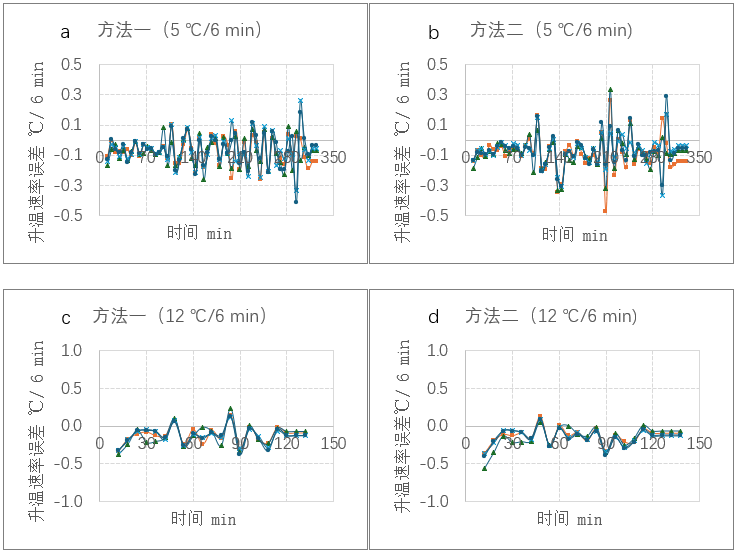 a 方法一（5 ℃/6 min）
升温速率误差 ℃/ 6 min
0.5
0.3
0.1
-0.1
-0.3
-0.5
0 70 140 210 280 350
时间 min
b 方法二（5 ℃/6 min)
升温速率误差 ℃/ 6 min
0.5
0.3
0.1
-0.1
-0.3
-0.5
0 70 140 210 280 350
时间 min
c 方法一（12 ℃/6 min）
升温速率误差 ℃/ 6 min
1.0
0.5
0.0
-0.5
-1.0
0 30 60 90 120 150
时间 min
d 方法二（12 ℃/6 min)
升温速率误差 ℃/ 6 min
1.0
0.5
0.0
-0.5
-1.0
0 30 60 90 120 150
时间 min